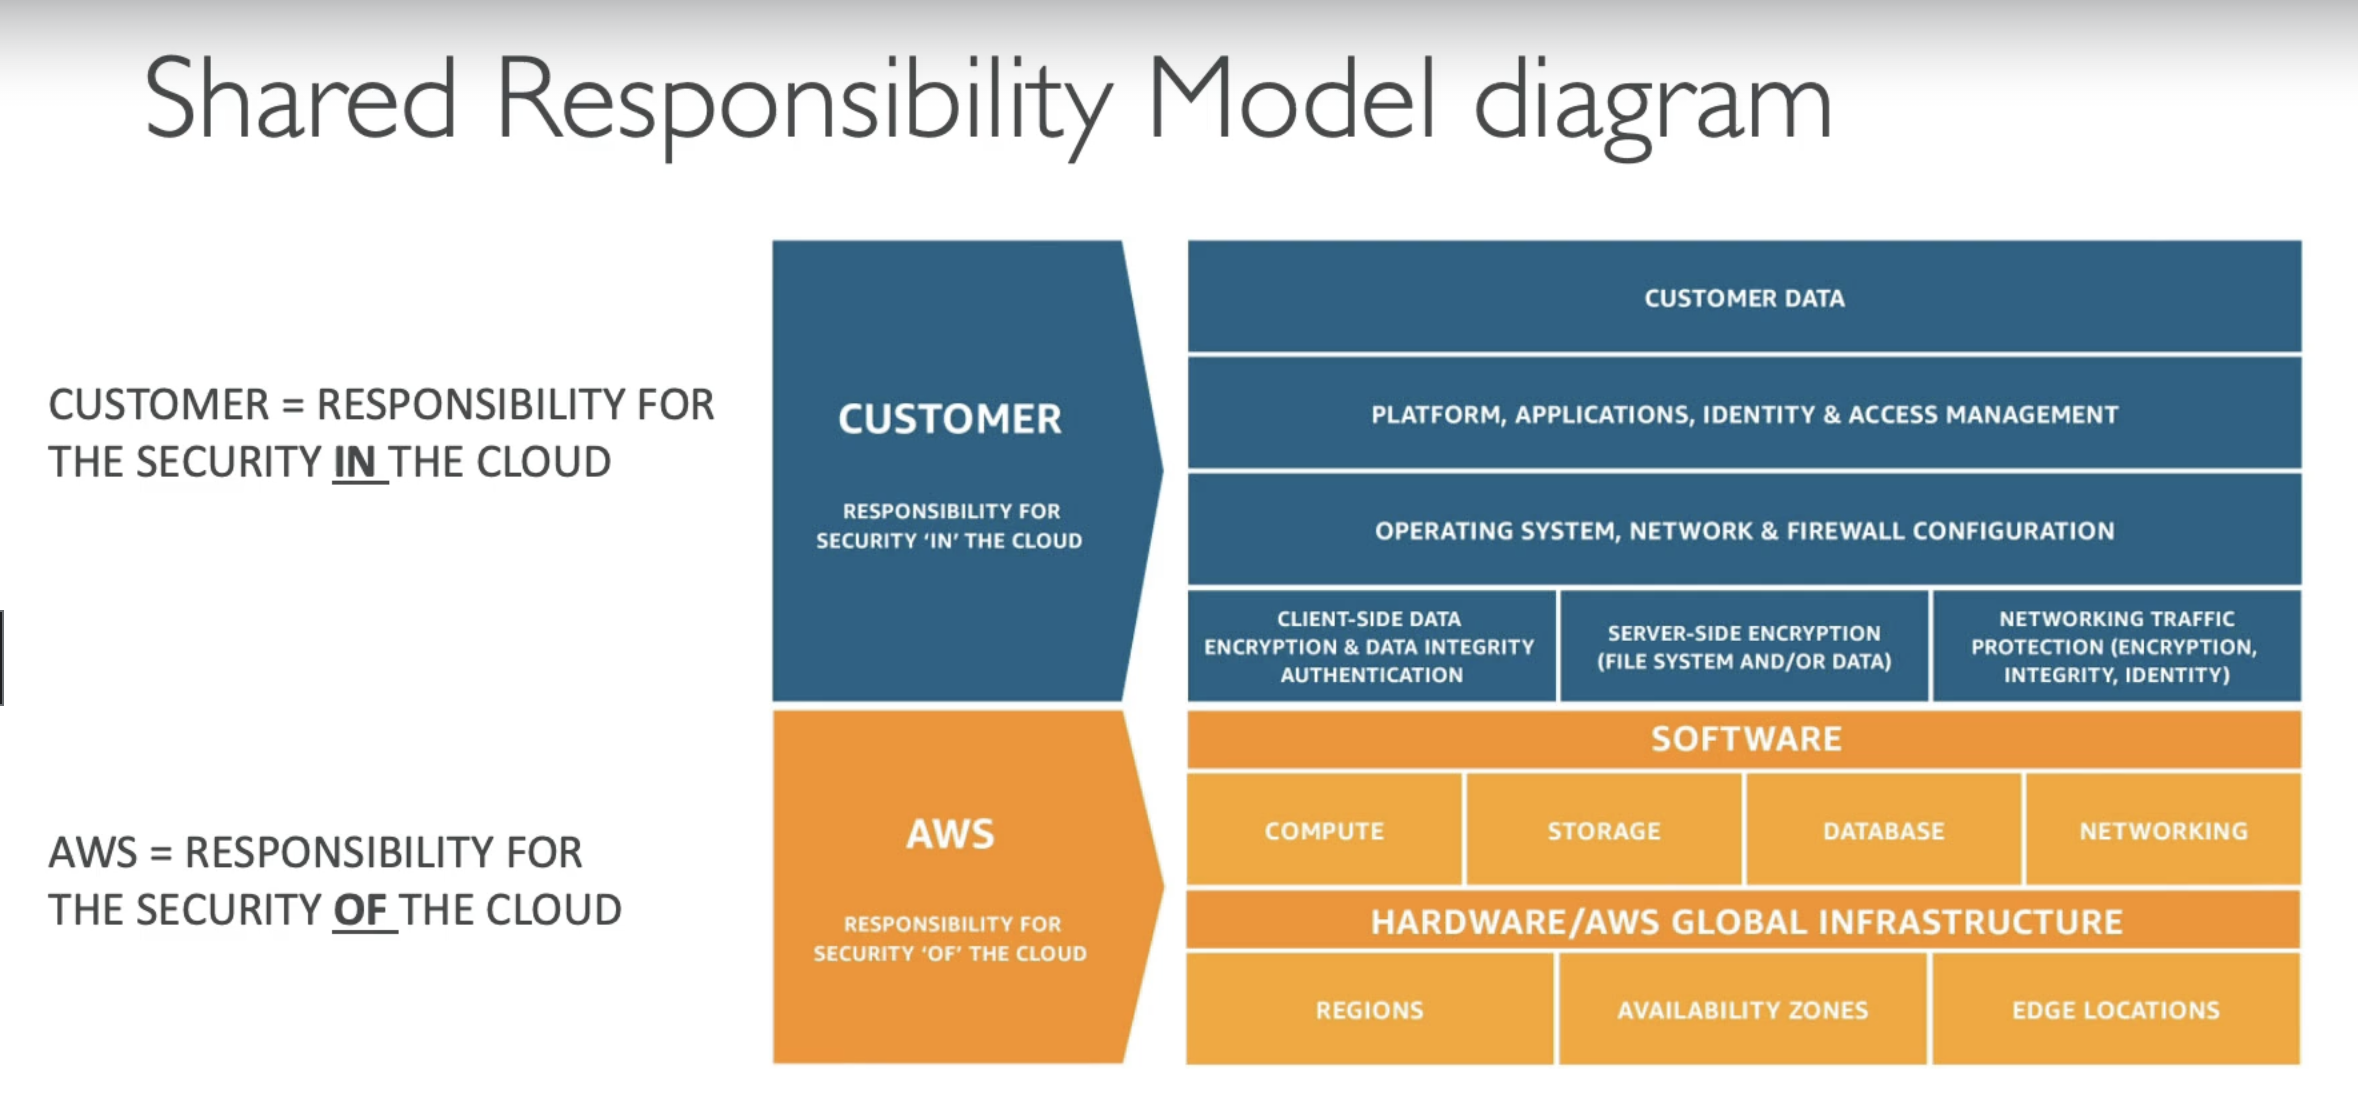 Shared Responsibility Model diagram
CUSTOMER = RESPONSIBILITY FOR
THE SECURITY IN THE CLOUD
CUSTOMER
RESPONSIBILITY FOR
SECURITY ‘IN’ THE CLOUD
CUSTOMER DATA
PLATFORM, APPLICATIONS, IDENTITY & ACCESS MANAGEMENT
OPERATING SYSTEM, NETWORK & FIREWALL CONFIGURATION
CLIENT-SIDE DATA
ENCRYPTION & DATA INTEGRITY
AUTHENTICATION
SERVER-SIDE ENCRYPTION
(FILE SYSTEM AND/OR DATA)
NETWORKING TRAFFIC
PROTECTION (ENCRYPTION,
INTEGRITY, IDENTITY)
AWS = RESPONSIBILITY FOR
THE SECURITY OF THE CLOUD
AWS
RESPONSIBILITY FOR
SECURITY ‘OF’ THE CLOUD
SOFTWARE
COMPUTE
STORAGE
DATABASE
NETWORKING
HARDWARE/AWS GLOBAL INFRASTRUCTURE
REGIONS
AVAILABILITY ZONES
EDGE LOCATIONS